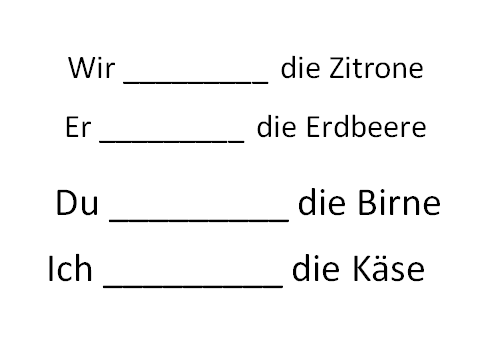 Wir _________ die Zitrone
Er _________ die Erdbeere
Du _________ die Birne
Ich _________ die Käse